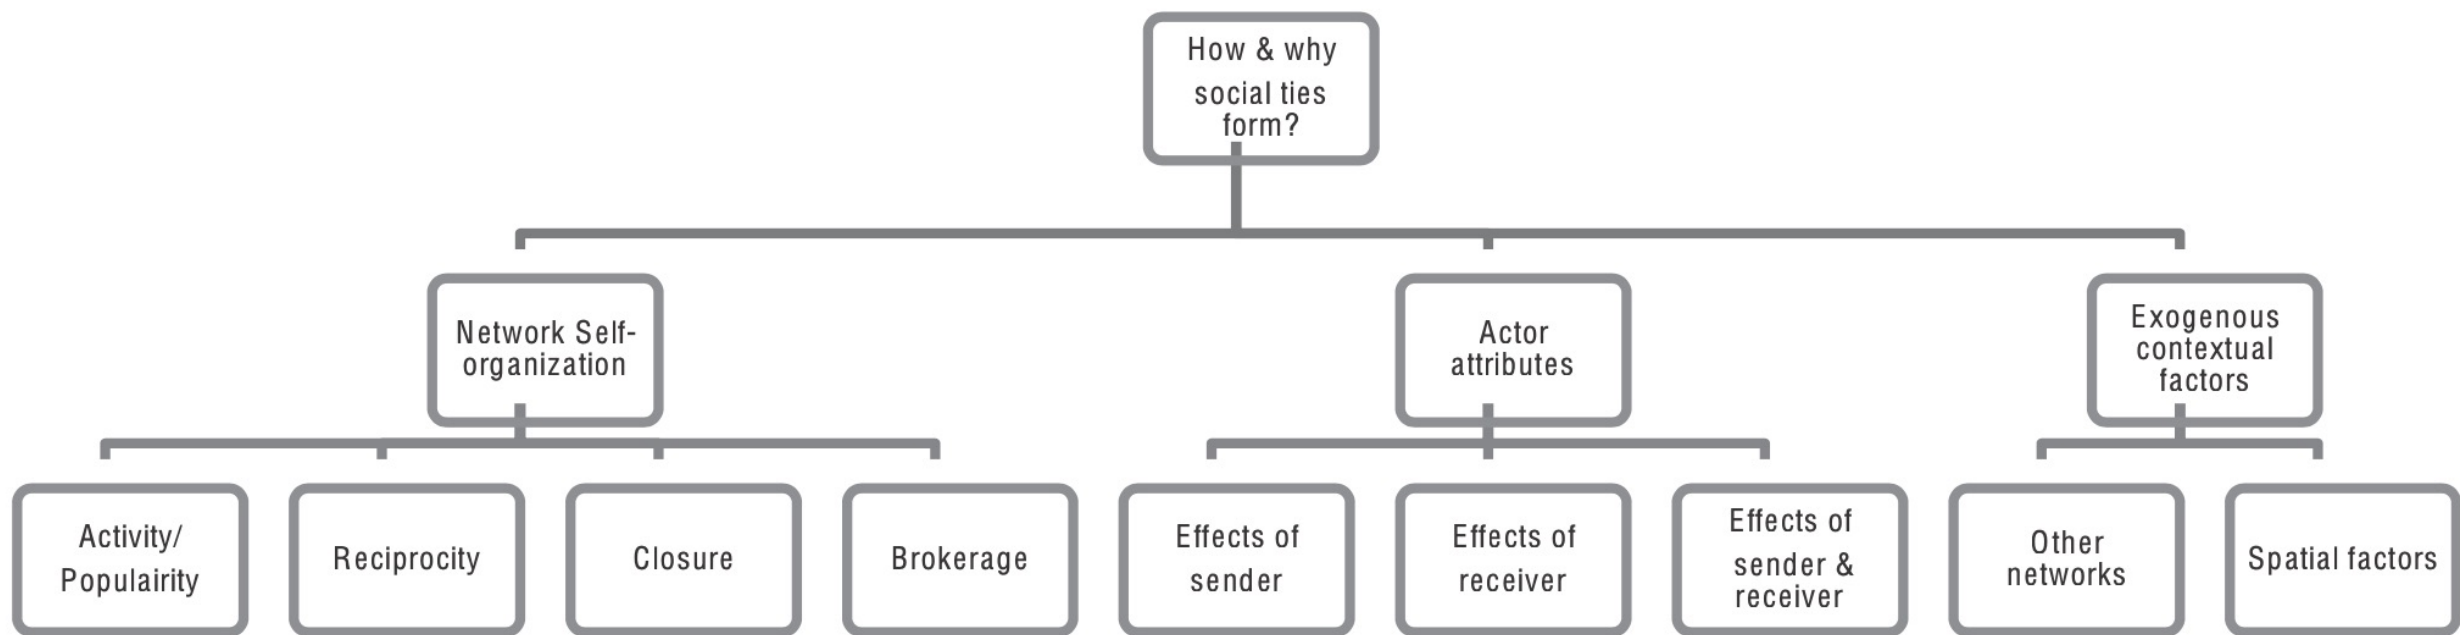 How & why
social ties
form?
Network Self-
organization
Actor
attributes
Exogenous
contextual
factors
Activity/
Populairity
Reciprocity
Closure
Brokerage
Effects of
sender
Effects of
receiver
Effects of
sender &
receiver
Other
networks
Spatial factors